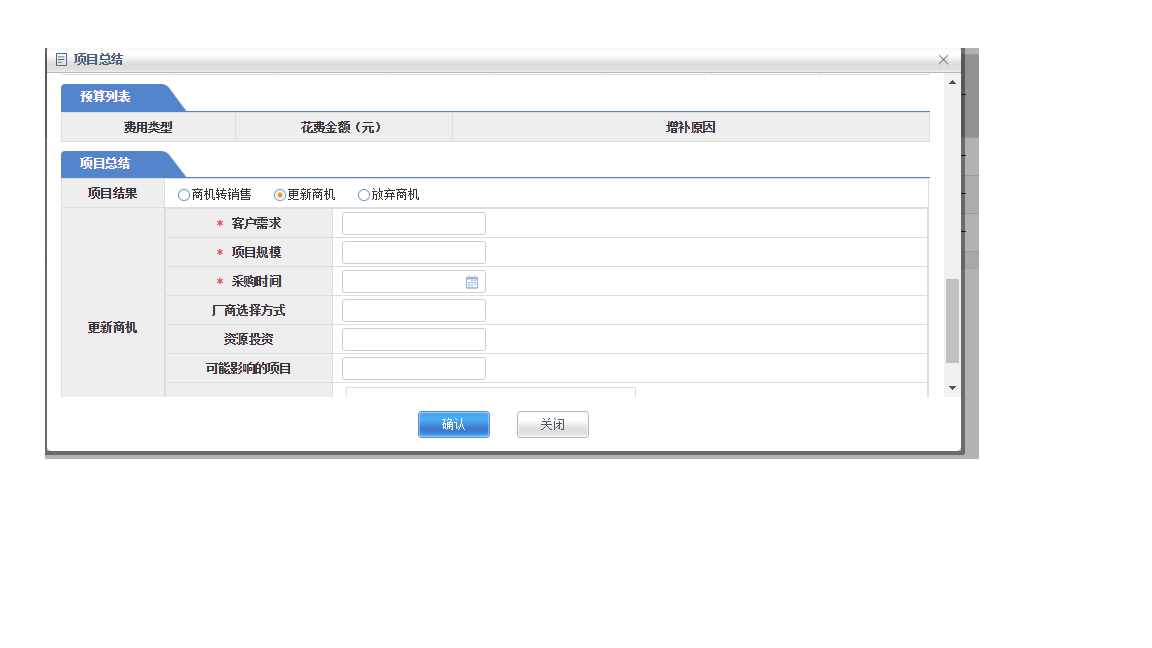 项目总结
预算列表
费用类型 花费金额（元） 增补原因
项目总结
项目结果 商机转销售 更新商机 放弃商机
* 客户需求
* 项目规模
* 采购时间
厂商选择方式
更新商机
资源投资
可能影响的项目
确认 关闭